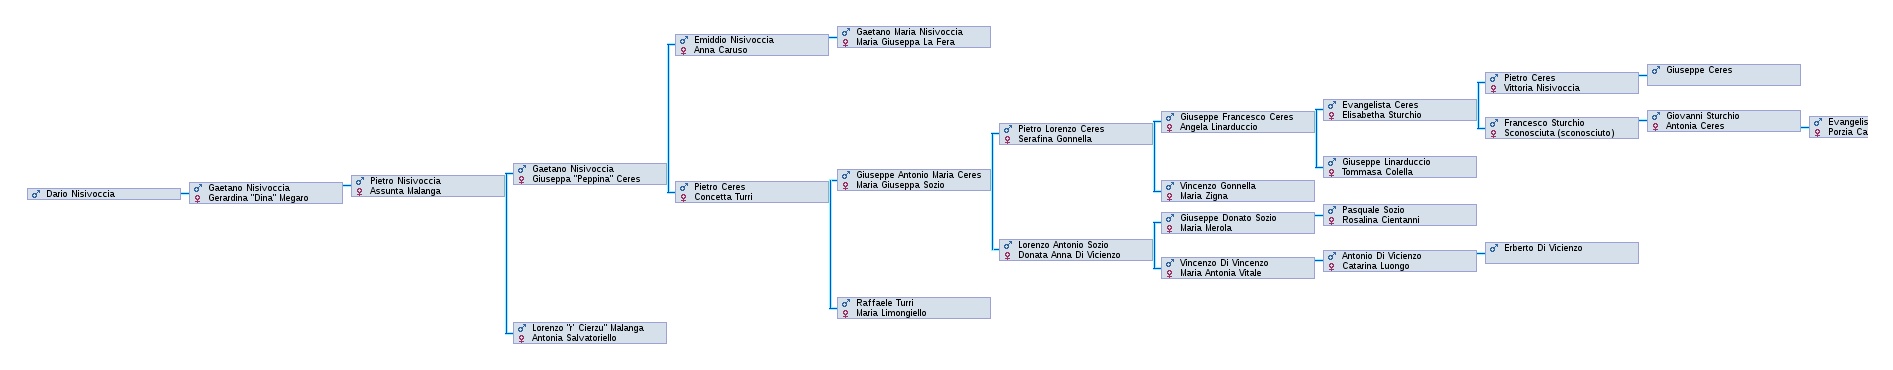 Dario Nisivoccia
Gaetano Nisivoccia
Gerardina "Dina" Megaro
Pietro Nisivoccia
Assunta Malanga
Gaetano Nisivoccia
Giuseppa "Peppina" Ceres
Lorenzo "r' Cierzu" Malanga
Antonia Salvatoriello
Emiddio Nisivoccia
Anna Caruso
Pietro Ceres
Concetta Turri
Gaetano Maria Nisivoccia
Maria Giuseppa La Fera
Giuseppe Antonio Maria Ceres
Maria Giuseppa Sozio
Raffaele Turri
Maria Limongiello
Pietro Lorenzo Ceres
Serafina Gonnella
Lorenzo Antonio Sozio
Donata Anna Di Vicienzo
Giuseppe Francesco Ceres
Angela Linarduccio
Vincenzo Gonnella
Maria Zigna
Giuseppe Donato Sozio
Maria Merola
Vincenzo Di Vincenzo
Maria Antonia Vitale
Evangelista Ceres
Elisabetha Sturchio
Giuseppe Linarduccio
Tommasa Colella
Pasquale Sozio
Rosalina Cientanni
Antonio Di Vicienzo
Catarina Luongo
Pietro Ceres
Vittoria Nisivoccia
Francesco Sturchio
Sconosciuta (sconosciuto)
Erberto Di Vicienzo
Giuseppe Ceres
Giovanni Sturchio
Antonia Ceres
Evangelis
Porzia Ca